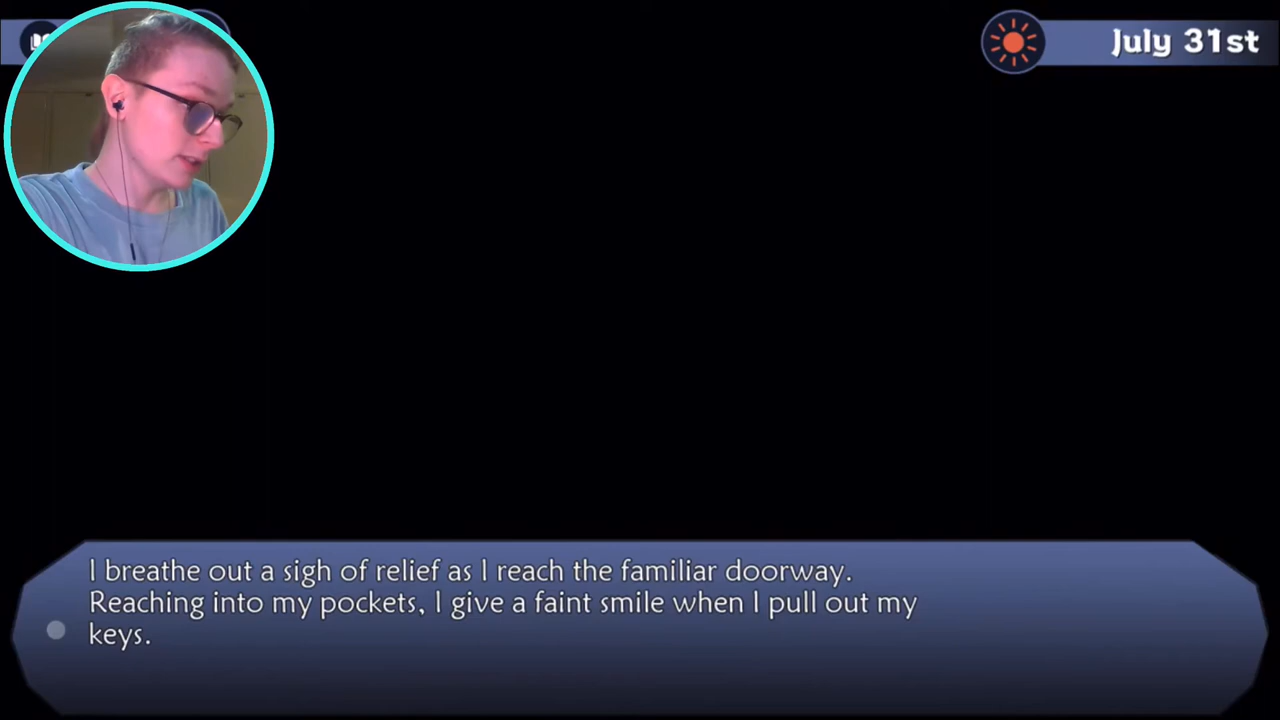 July 31st
I breathe out a sigh of relief as I reach the familiar doorway.
Reaching into my pockets, I give a faint smile when I pull out my
keys.